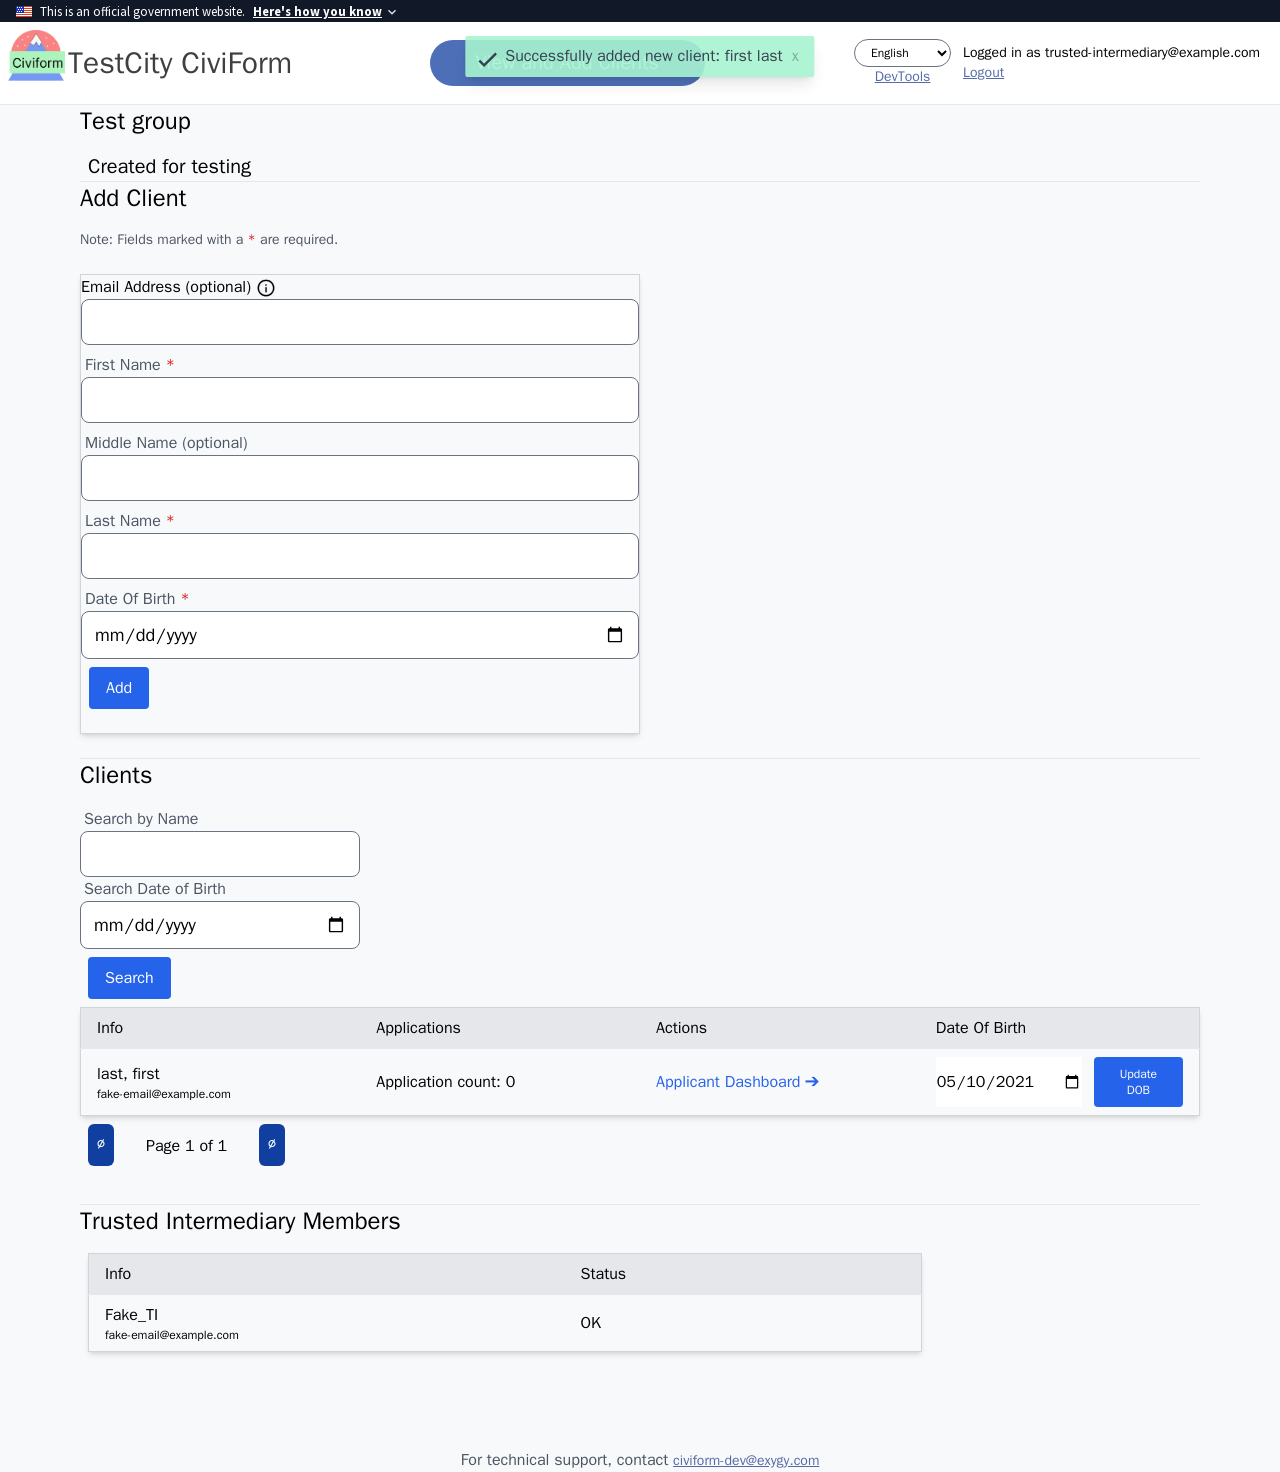 This is an official government website. Here's how you know
Civiform
TestCity CiviForm
Successfully added new client: first last x
English
DevTools
Logged in as trusted-intermediary@example.com
Logout
Test group
Created for testing
Add Client
Note: Fields marked with a * are required.
Email Address (optional)
First Name *
Middle Name (optional)
Last Name *
Date Of Birth *
mm/dd/yyyy
Add
Clients
Search by Name
Search Date of Birth
mm/dd/yyyy
Search
Info Applications Actions Date Of Birth
last, first
fake-email@example.com
Application count: 0
Applicant Dashboard ➔
05/10/2021
Update
DOB
∅ Page 1 of 1 ∅
Trusted Intermediary Members
Info Status
Fake_TI
fake-email@example.com
OK
For technical support, contact civiform-dev@exygy.com